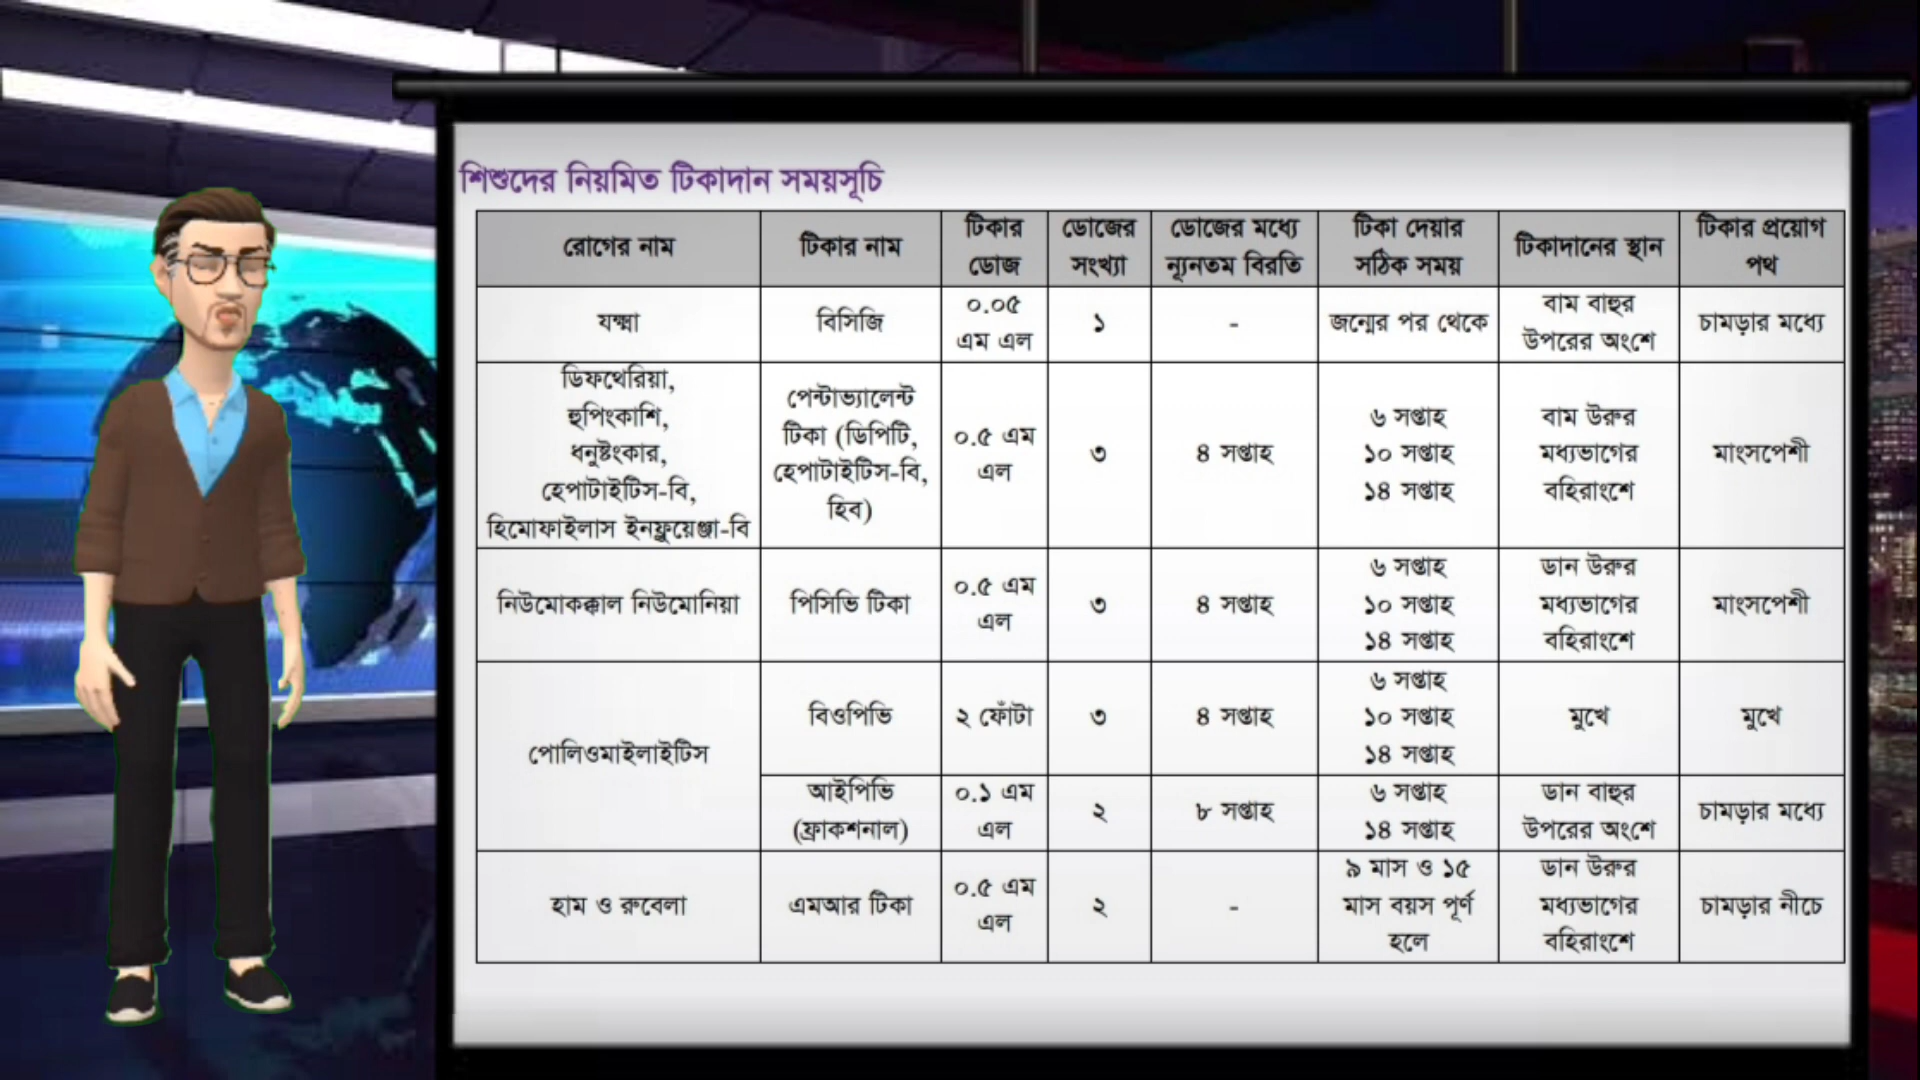 শিশুদের নিয়মিত টিকাদান সময়সূচি
রোগের নাম
টিকার নাম
টিকার
ডোজ
ডোজের
সংখ্যা
ডোজের মধ্যে
ন্যূনতম বিরতি
টিকা দেয়ার
সঠিক সময়
টিকাদানের স্থান
টিকার প্রয়োগ
পথ
যক্ষ্মা
বিসিজি
০.০৫
এম এল
১
-
জন্মের পর থেকে
বাম বাহুর
উপরের অংশে
চামড়ার মধ্যে
ডিফথেরিয়া,
হুপিংকাশি,
ধনুষ্টংকার,
হেপাটাইটিস-বি,
হিমোফাইলাস ইনফ্লুয়েঞ্জা-বি
পেন্টাভ্যালেন্ট
টিকা (ডিপিটি,
হেপাটাইটিস-বি,
হিব)
০.৫ এম
এল
৩
৪ সপ্তাহ
৬ সপ্তাহ
১০ সপ্তাহ
১৪ সপ্তাহ
বাম উরুর
মধ্যভাগের
বহিরাংশে
মাংসপেশী
নিউমোকক্কাল নিউমোনিয়া
পিসিভি টিকা
০.৫ এম
এল
৩
৪ সপ্তাহ
৬ সপ্তাহ
১০ সপ্তাহ
১৪ সপ্তাহ
ডান উরুর
মধ্যভাগের
বহিরাংশে
মাংসপেশী
পোলিওমাইলাইটিস
বিওপিভি
২ ফোঁটা
৩
৪ সপ্তাহ
৬ সপ্তাহ
১০ সপ্তাহ
১৪ সপ্তাহ
মুখে
মুখে
আইপিভি
(ফ্রাকশনাল)
০.১ এম
এল
২
৮ সপ্তাহ
৬ সপ্তাহ
১৪ সপ্তাহ
ডান বাহুর
উপরের অংশে
চামড়ার মধ্যে
হাম ও রুবেলা
এমআর টিকা
০.৫ এম
এল
২
-
৯ মাস ও ১৫
মাস বয়স পূর্ণ
হলে
ডান উরুর
মধ্যভাগের
বহিরাংশে
চামড়ার নীচে